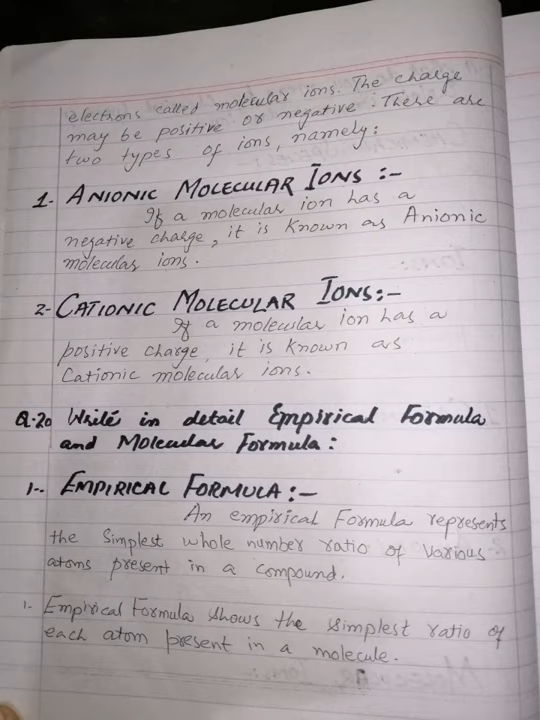 electrons called molecular ions. The charge
may be positive or negative. There are
two types of ions, namely:
1- ANIONIC MOLECULAR IONS :-
If a molecular ion has a
negative charge, it is known as Anionic
molecular ions.
2- CATIONIC MOLECULAR IONS:-
If a molecular ion has a
positive charge, it is known as
Cationic molecular ions.
Q.20 Write in detail Empirical Formula
and Molecular Formula:
1-. EMPIRICAL FORMULA :-
An empirical Formula represents
the simplest whole number ratio of various
atoms present in a compound.
1- Empirical Formula shows the simplest ratio of
each atom present in a molecule.